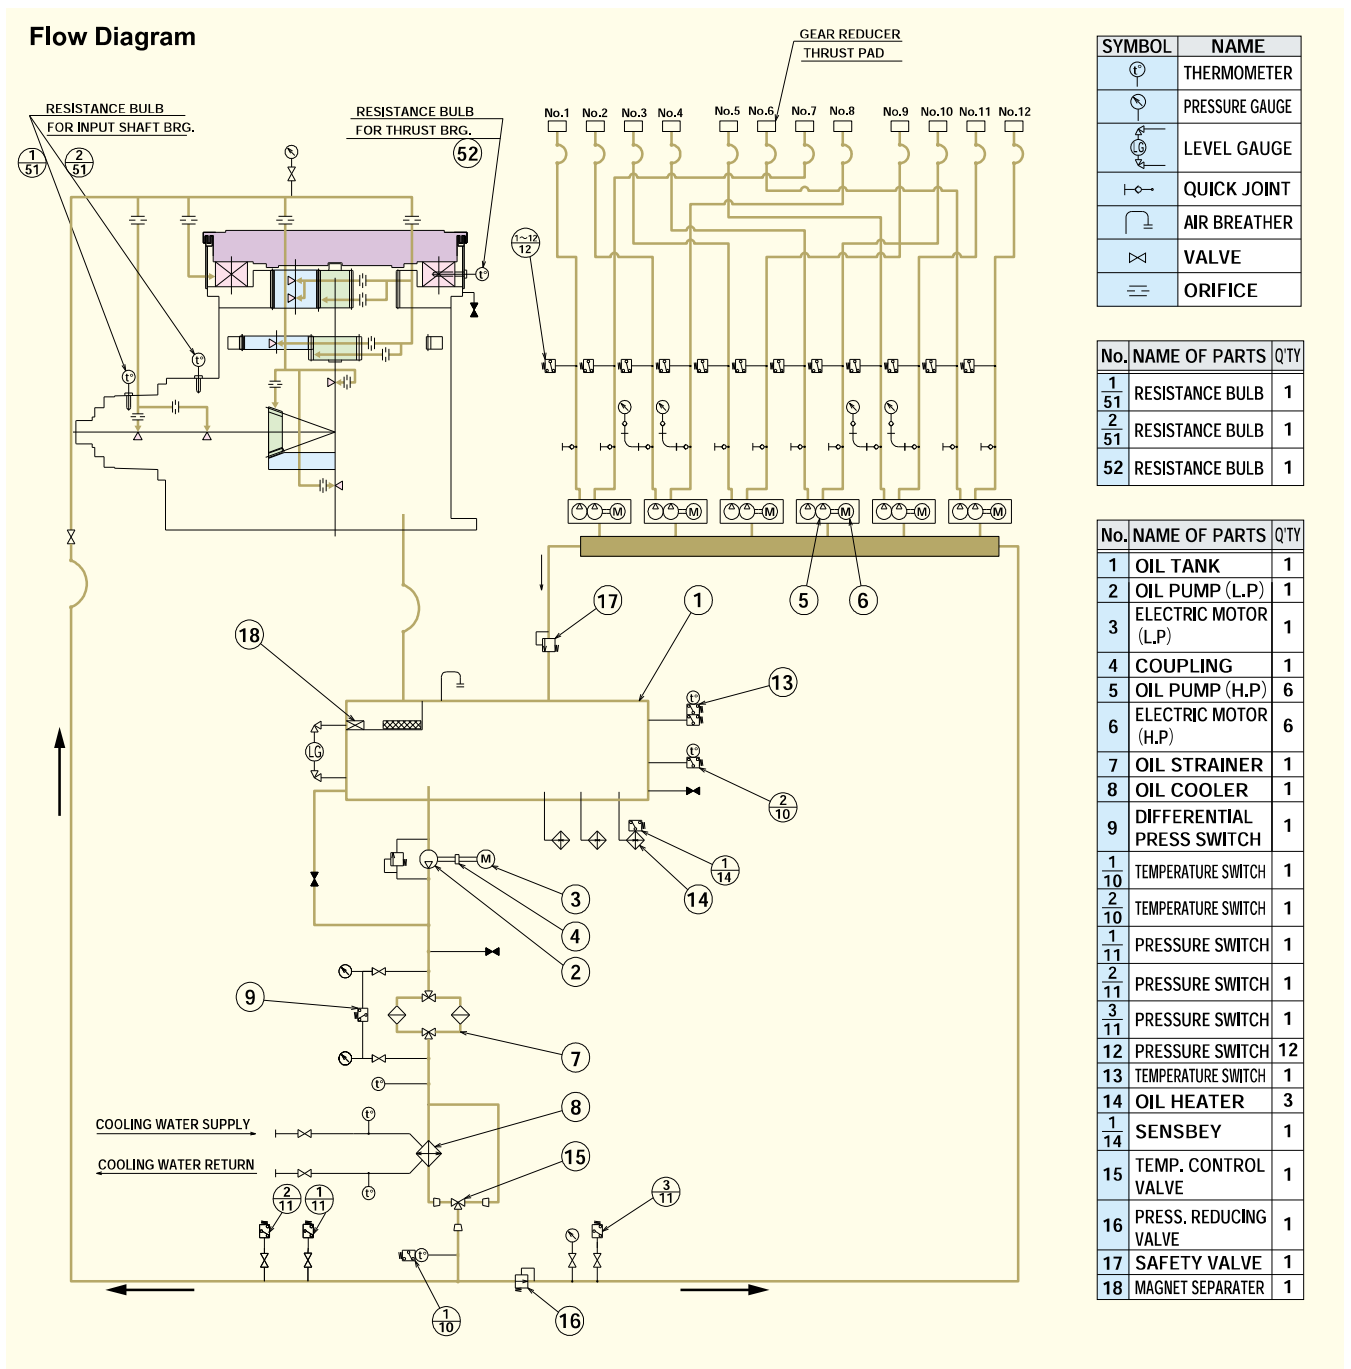 Flow Diagram
GEAR REDUCER
THRUST PAD
RESISTANCE BULB
FOR INPUT SHAFT BRG.
1
51
2
51
RESISTANCE BULB
FOR THRUST BRG.
52
No.1 No.2 No.3 No.4 No.5 No.6 No.7 No.8 No.9 No.10 No.11 No.12
1~12
12
t°
t°
t°
M M M M M M
17
1
5
6
18
t°
13
LG
t°
2
10
M
1
14
3
14
4
2
9
7
t°
8
COOLING WATER SUPPLY
t°
COOLING WATER RETURN
t°
15
2
11
1
11
3
11
t°
1
10
16
SYMBOL NAME
t° THERMOMETER
PRESSURE GAUGE
LG LEVEL GAUGE
QUICK JOINT
AIR BREATHER
VALVE
ORIFICE
No. NAME OF PARTS Q'TY
1
51 RESISTANCE BULB 1
2
51 RESISTANCE BULB 1
52 RESISTANCE BULB 1
No. NAME OF PARTS Q'TY
1 OIL TANK 1
2 OIL PUMP (L.P) 1
3 ELECTRIC MOTOR
(L.P) 1
4 COUPLING 1
5 OIL PUMP (H.P) 6
6 ELECTRIC MOTOR
(H.P) 6
7 OIL STRAINER 1
8 OIL COOLER 1
9 DIFFERENTIAL
PRESS SWITCH 1
1
10 TEMPERATURE SWITCH 1
2
10 TEMPERATURE SWITCH 1
1
11 PRESSURE SWITCH 1
2
11 PRESSURE SWITCH 1
3
11 PRESSURE SWITCH 1
12 PRESSURE SWITCH 12
13 TEMPERATURE SWITCH 1
14 OIL HEATER 3
1
14 SENSBEY 1
15 TEMP. CONTROL
VALVE 1
16 PRESS. REDUCING
VALVE 1
17 SAFETY VALVE 1
18 MAGNET SEPARATER 1